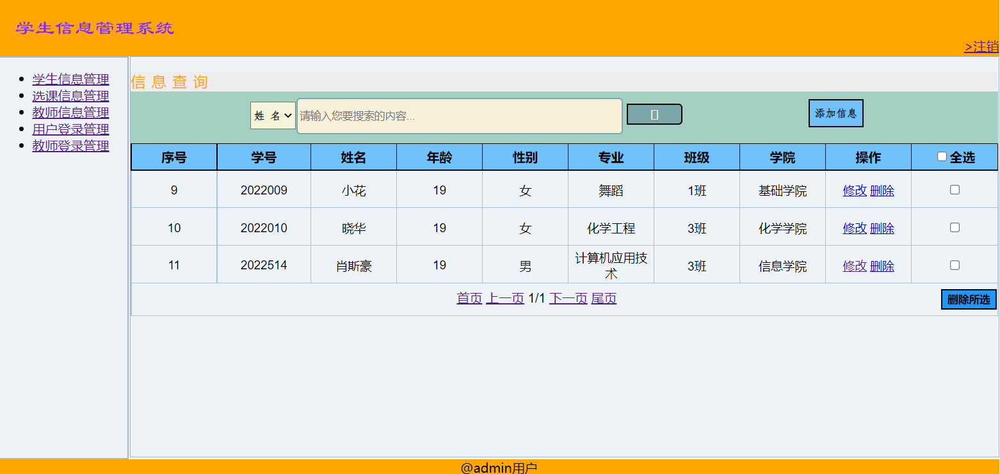 学生信息管理系统
>注销
学生信息管理
选课信息管理
教师信息管理
用户登录管理
教师登录管理
信 息 查 询
姓 名 请输入您要搜索的内容... 添加信息
序号 学号 姓名 年龄 性别 专业 班级 学院 操作 全选
9 2022009 小花 19 女 舞蹈 1班 基础学院 修改 删除
10 2022010 晓华 19 女 化学工程 3班 化学学院 修改 删除
11 2022514 肖斯豪 19 男 计算机应用技术 3班 信息学院 修改 删除
首页 上一页 1/1 下一页 尾页 删除所选
@admin用户